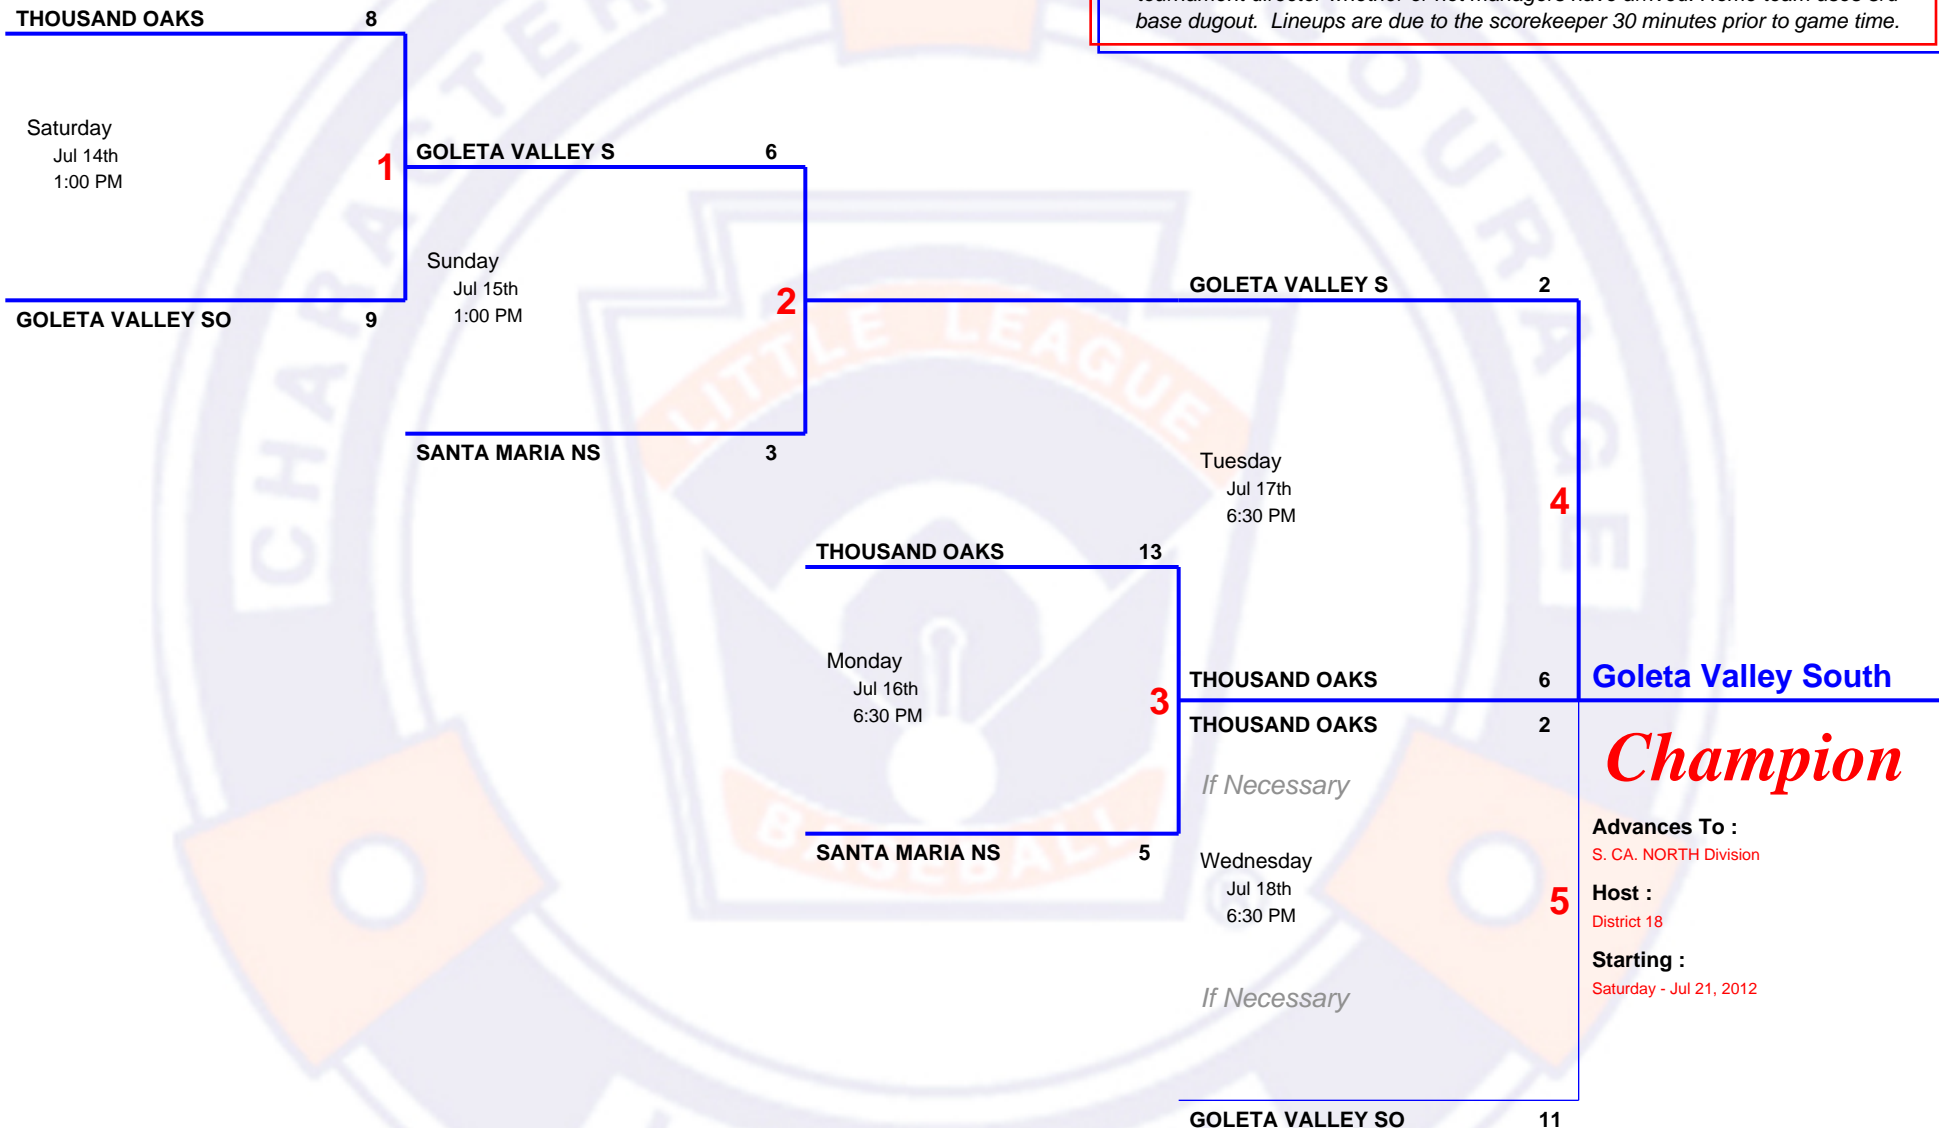 base dugout.  Lineups are due to the scorekeeper 30 minutes prior to game time.
THOUSAND OAKS 8
Saturday
Jul 14th
1:00 PM
1
GOLETA VALLEY SO 9
GOLETA VALLEY S 6
Sunday
Jul 15th
1:00 PM
2
SANTA MARIA NS 3
GOLETA VALLEY S 2
Tuesday
Jul 17th
6:30 PM
4
THOUSAND OAKS 13
Monday
Jul 16th
6:30 PM
3
SANTA MARIA NS 5
THOUSAND OAKS 6
THOUSAND OAKS 2
If Necessary
Wednesday
Jul 18th
6:30 PM
5
If Necessary
GOLETA VALLEY SO 11
Goleta Valley South
Champion
Advances To :
S. CA. NORTH Division
Host :
District 18
Starting :
Saturday - Jul 21, 2012
CHARACTER
COURAGE
LITTLE LEAGUE
BASEBALL
®